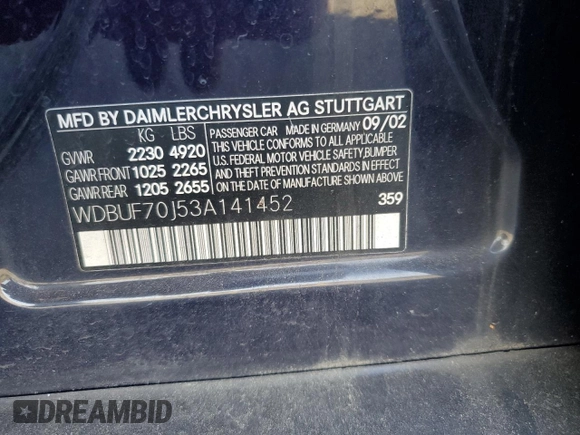 MFD BY DAIMLERCHRYSLER AG STUTTGART
KG LBS
GVWR 2230 4920
GAWR.FRONT 1025 2265
GAWR.REAR 1205 2655
PASSENGER CAR MADE IN GERMANY 09/02
THIS VEHICLE CONFORMS TO ALL APPLICABLE
U.S. FEDERAL MOTOR VEHICLE SAFETY, BUMPER
AND THEFT PREVENTION STANDARDS IN
EFFECT ON THE DATE OF MANUFACTURE
SHOWN ABOVE.
WDBUF70J53A141452 359
DREAMBID